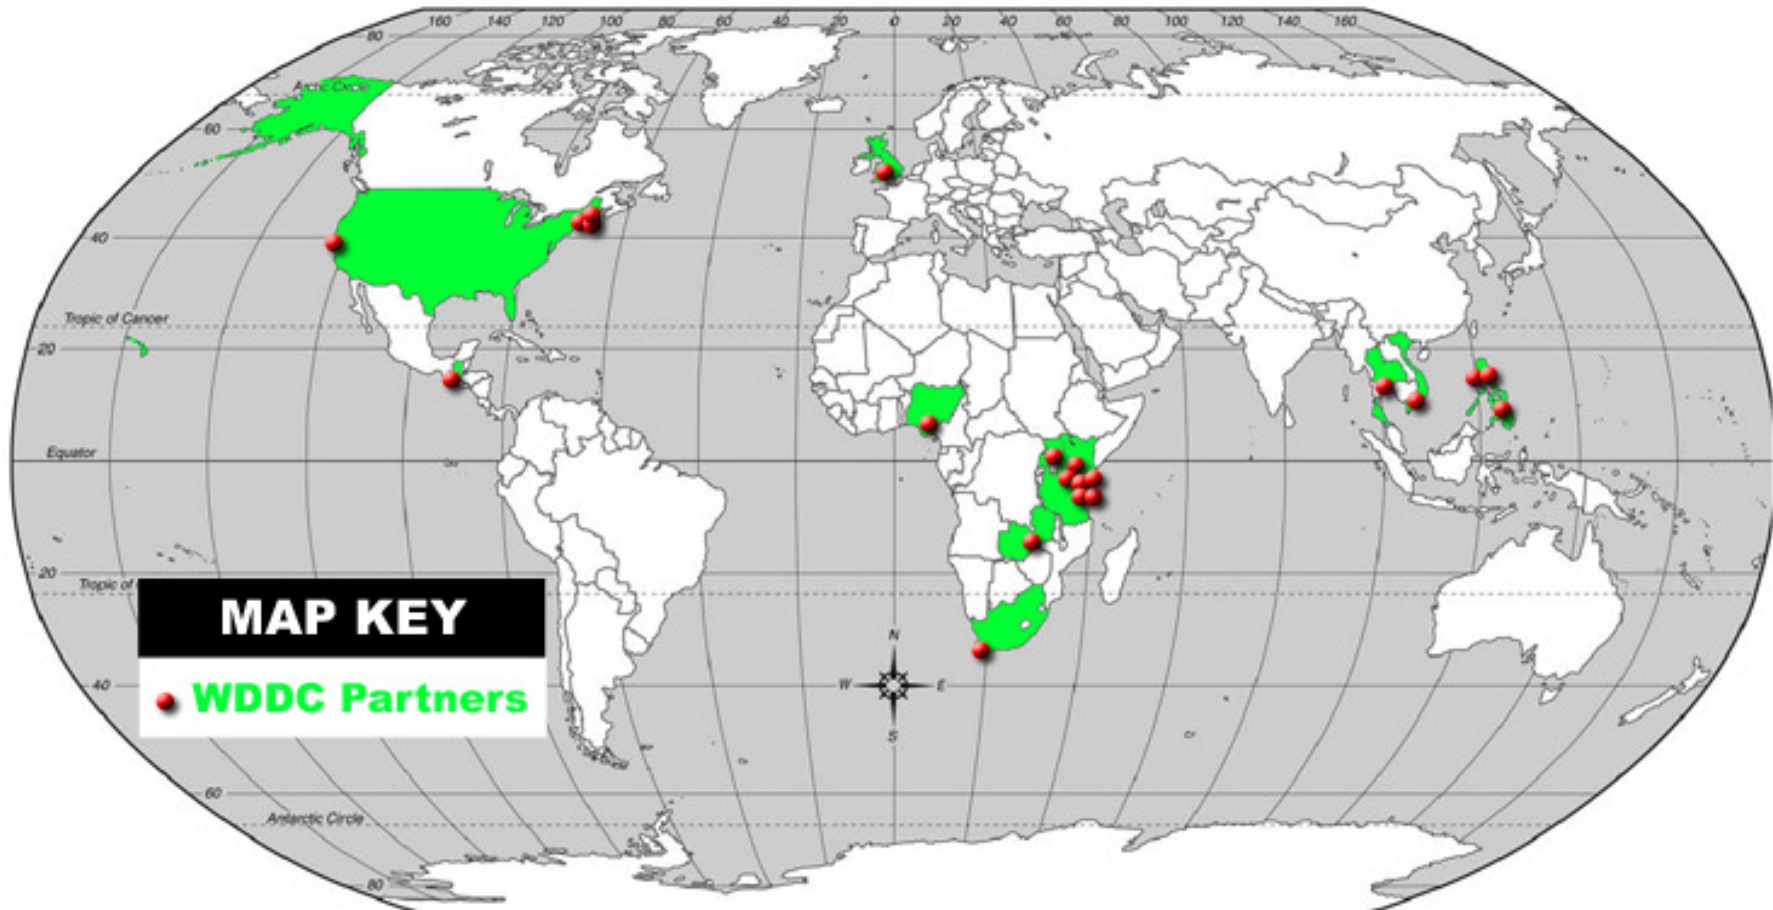 160 140 120 100 80 60 40 20 0 20 40 60 80 100 120 140 160
80
Arctic Circle
60
40
Tropic of Cancer
20
Equator
20
Tropic of
MAP KEY
WDDC Partners
N
W E
S
40
60
Antarctic Circle
80